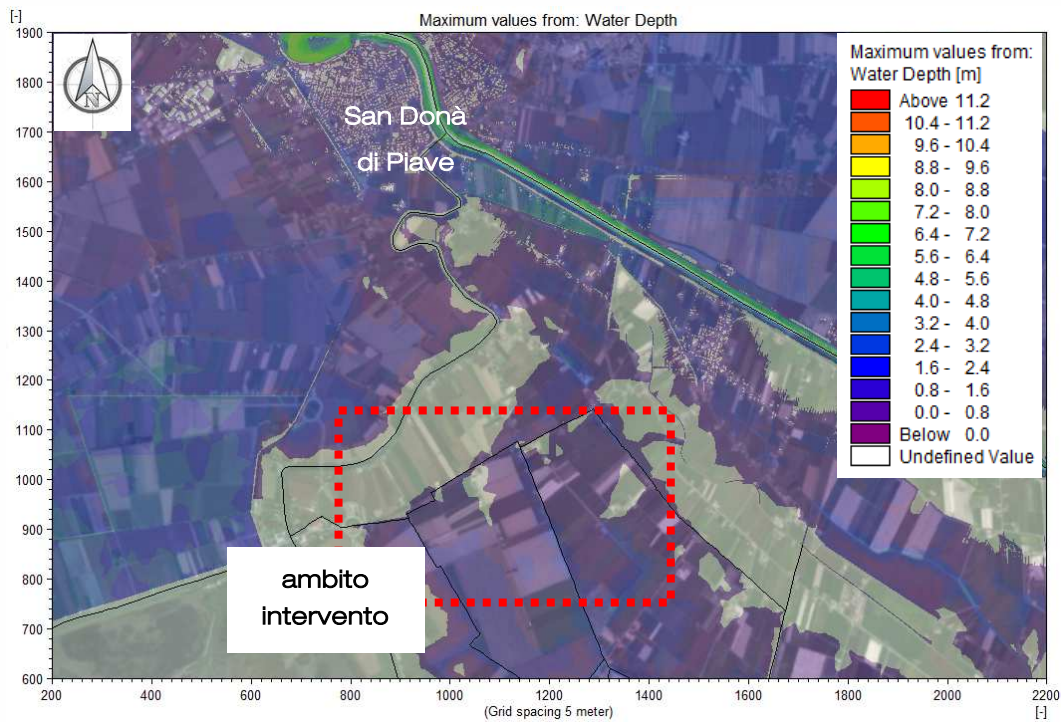 Maximum values from: Water Depth
[-]
1900
1800
1700
1600
1500
1400
1300
1200
1100
1000
900
800
700
600
N
San Donà
di Piave
ambito
intervento
Maximum values from:
Water Depth [m]
Above 11.2
10.4 - 11.2
9.6 - 10.4
8.8 - 9.6
8.0 - 8.8
7.2 - 8.0
6.4 - 7.2
5.6 - 6.4
4.8 - 5.6
4.0 - 4.8
3.2 - 4.0
2.4 - 3.2
1.6 - 2.4
0.8 - 1.6
0.0 - 0.8
Below 0.0
Undefined Value
200 400 600 800 1000 1200 1400 1600 1800 2000 2200
(Grid spacing 5 meter)
[-]